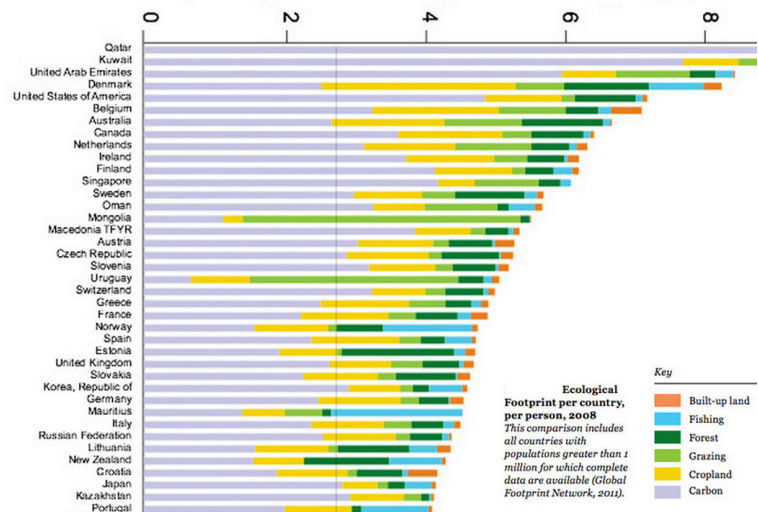 0 2 4 6 8
Qatar
Kuwait
United Arab Emirates
Denmark
United States of America
Belgium
Australia
Canada
Netherlands
Ireland
Finland
Singapore
Sweden
Oman
Mongolia
Macedonia TFYR
Austria
Czech Republic
Slovenia
Uruguay
Switzerland
Greece
France
Norway
Spain
Estonia
United Kingdom
Slovakia
Korea, Republic of
Germany
Mauritius
Italy
Russian Federation
Lithuania
New Zealand
Croatia
Japan
Kazakhstan
Portugal
Ecological
Footprint per country,
per person, 2008
This comparison includes
all countries with
populations greater than 1
million for which complete
data are available (Global
Footprint Network, 2011).
Key
Built-up land
Fishing
Forest
Grazing
Cropland
Carbon